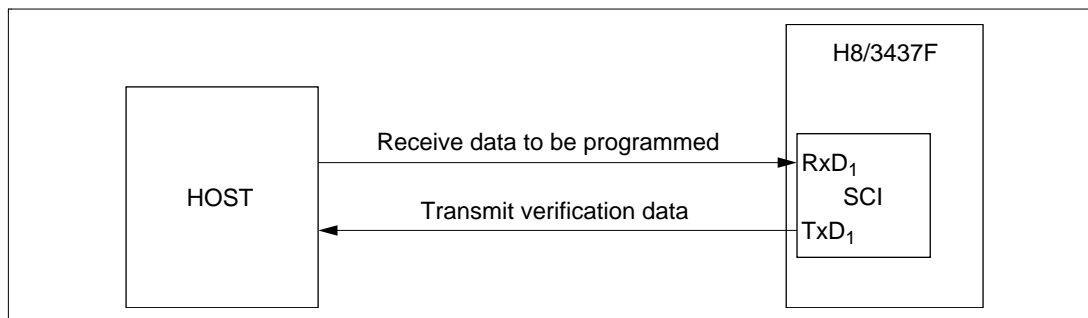 H8/3437F
Receive data to be programmed
RxD₁
HOST
SCI
Transmit verification data
TxD₁